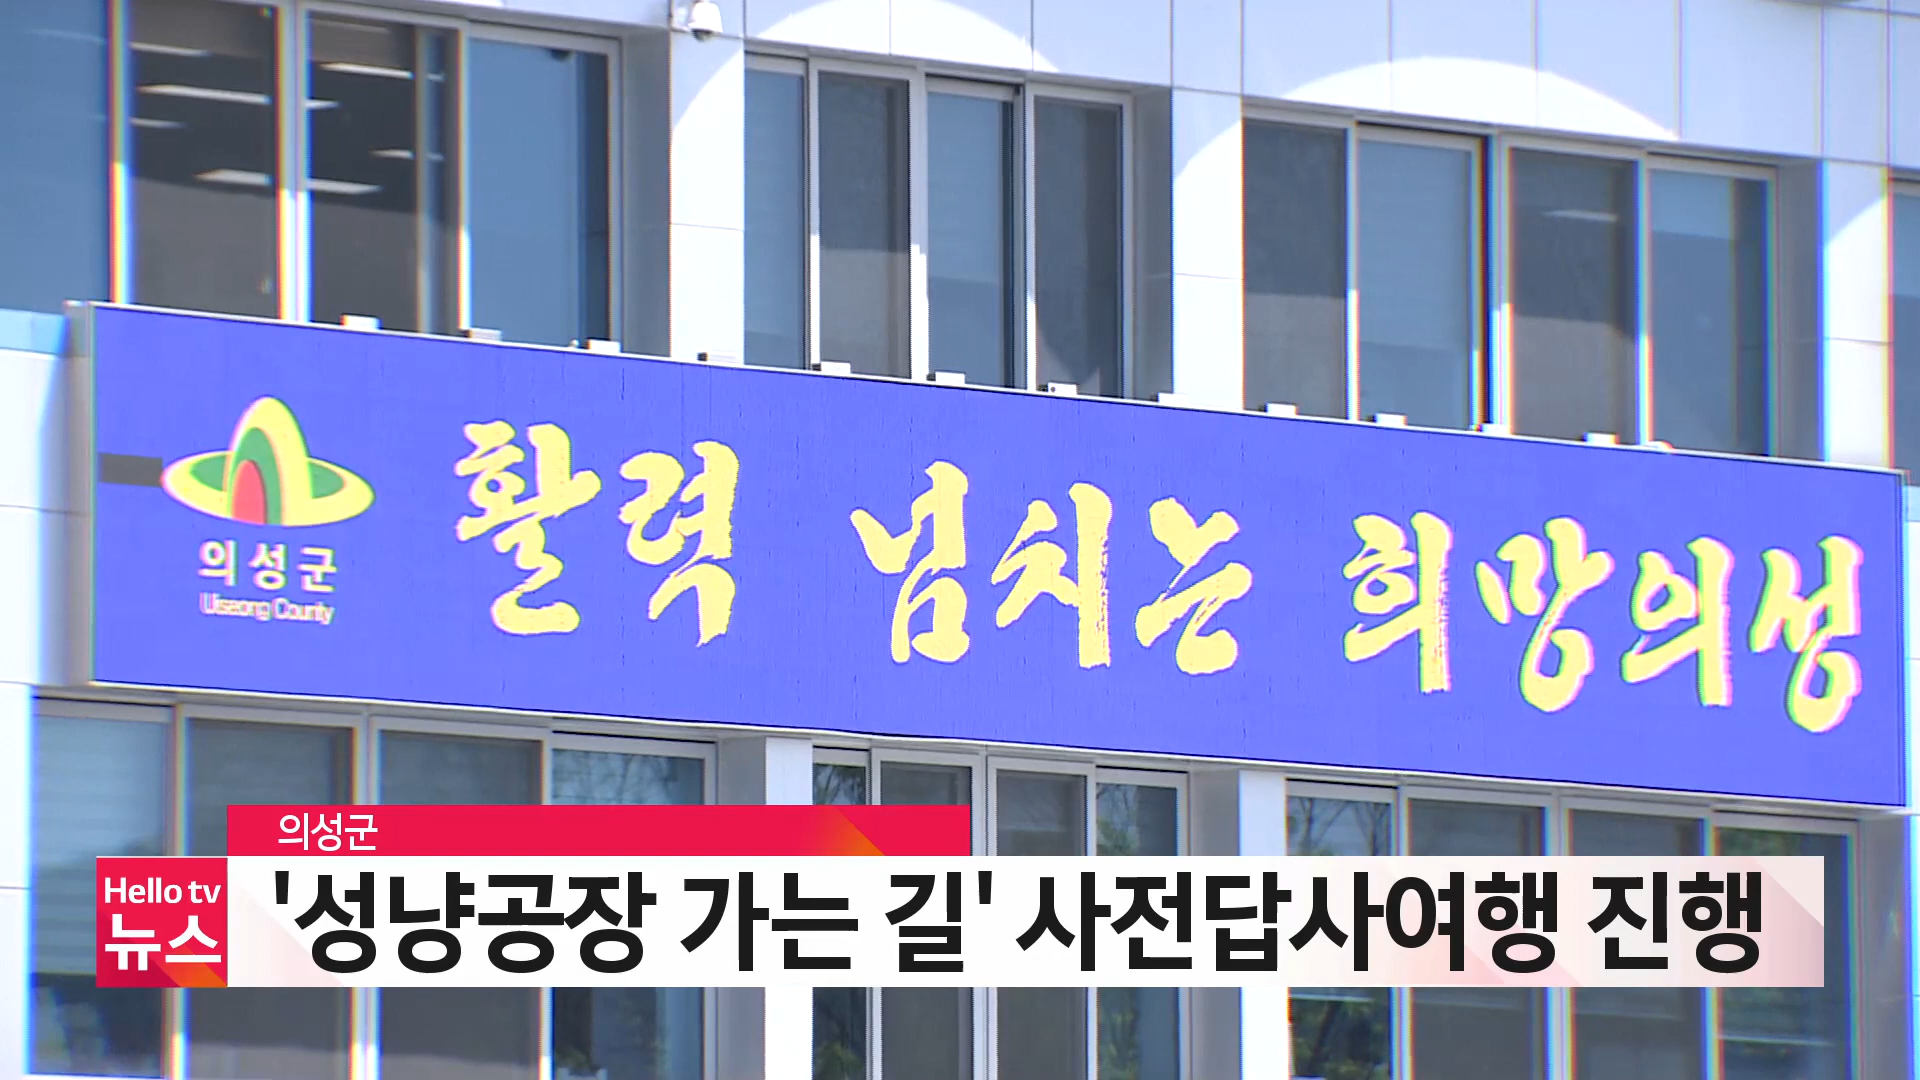 의성군
Uiseong County
활력 넘치는 희망의성
의성군
Hello tv
뉴스
'성냥공장 가는 길' 사전답사여행 진행